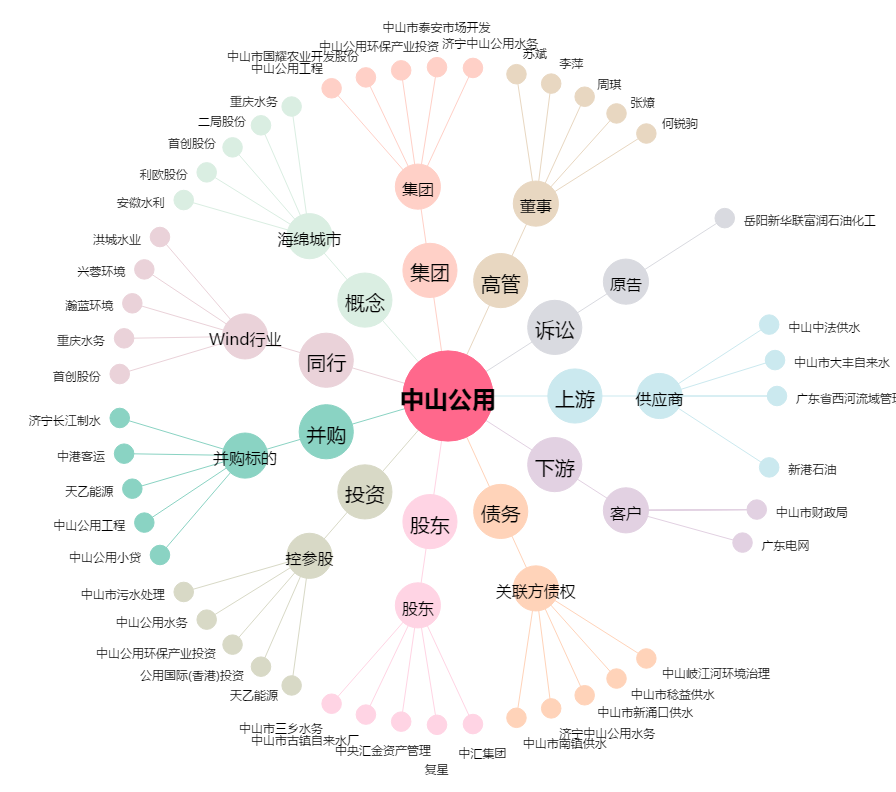 中山市泰安市场开发
中山公用环保产业投资
济宁中山公用水务
中山市国耀农业开发股份
中山公用工程
苏斌
李萍
周琪
张燎
何锐驹
重庆水务
二局股份
首创股份
利欧股份
安徽水利
集团
董事
海绵城市
岳阳新华联富润石油化工
洪城水业
兴蓉环境
瀚蓝环境
重庆水务
首创股份
集团
高管
原告
概念
诉讼
Wind行业
同行
中山中法供水
中山市大丰自来水
中山公用
上游
供应商
新港石油
济宁长江制水
中港客运
天乙能源
中山公用工程
中山公用小贷
并购
并购标的
下游
投资
股东
债务
客户
中山市财政局
广东电网
控参股
中山市污水处理
中山公用水务
中山公用环保产业投资
公用国际(香港)投资
天乙能源
股东
关联方债权
中山岐江河环境治理
中山市稔益供水
中山市新涌口供水
济宁中山公用水务
中山市南镇供水
中山市三乡水务
中山市古镇自来水厂
中央汇金资产管理
复星
中汇集团